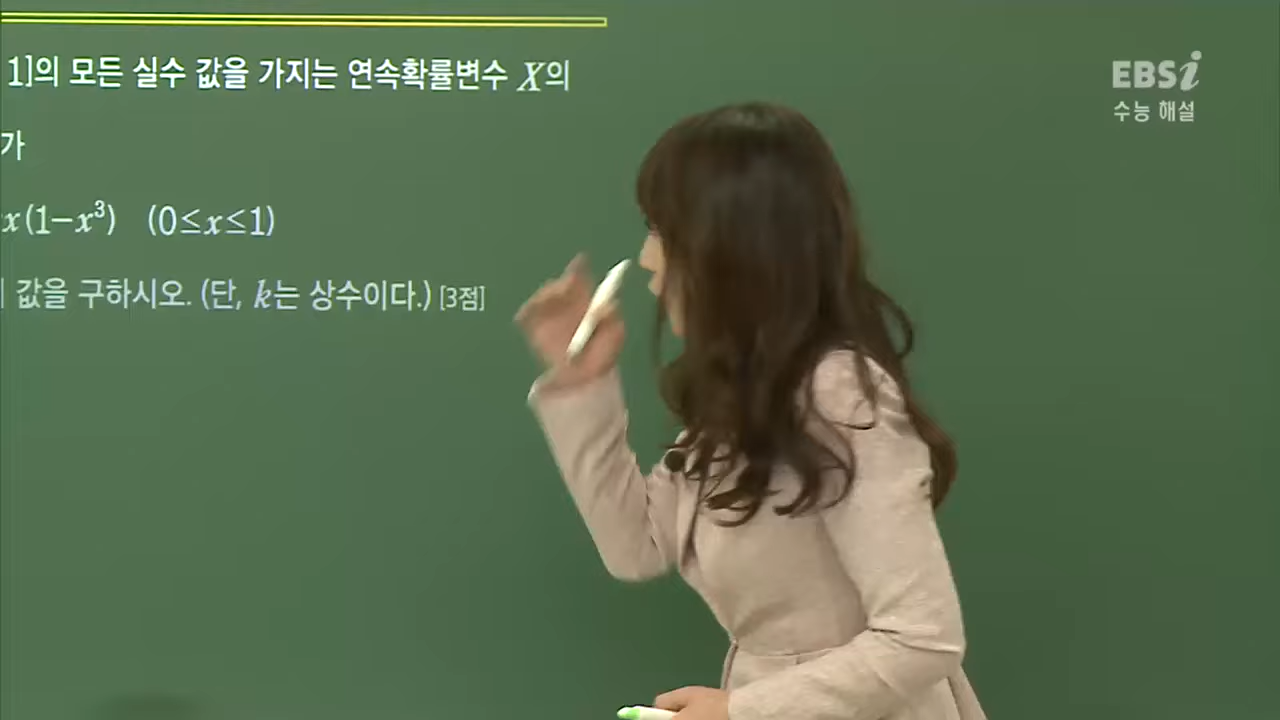 1]의 모든 실수 값을 가지는 연속확률변수 X의
가
x(1−x³) (0≤x≤1)
값을 구하시오. (단, k는 상수이다.) [3점]
EBSi
수능 해설